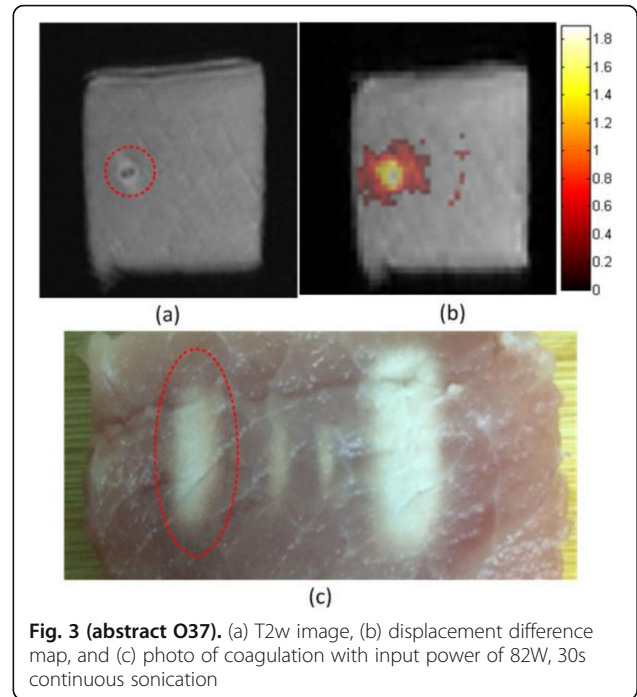 1.8
1.6
1.4
1.2
1
0.8
0.6
0.4
0.2
0
(a)
(b)
(c)
Fig. 3 (abstract O37). (a) T2w image, (b) displacement difference
map, and (c) photo of coagulation with input power of 82W, 30s
continuous sonication